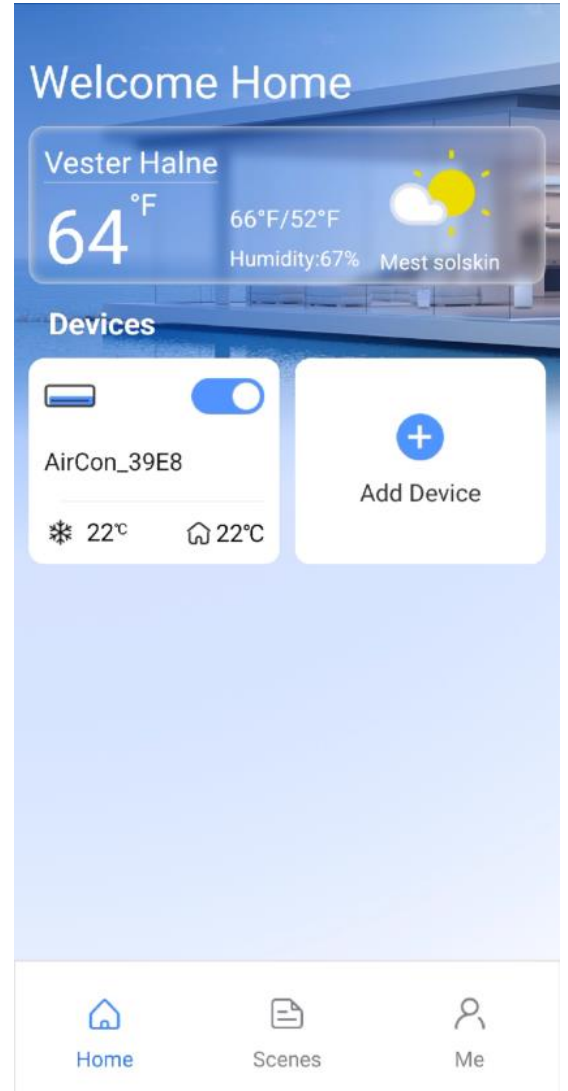 Welcome Home
Vester Halne
64°F
66°F/52°F
Humidity:67%
Mest solskin
Devices
AirCon_39E8
22℃ 22℃
Add Device
Home Scenes Me